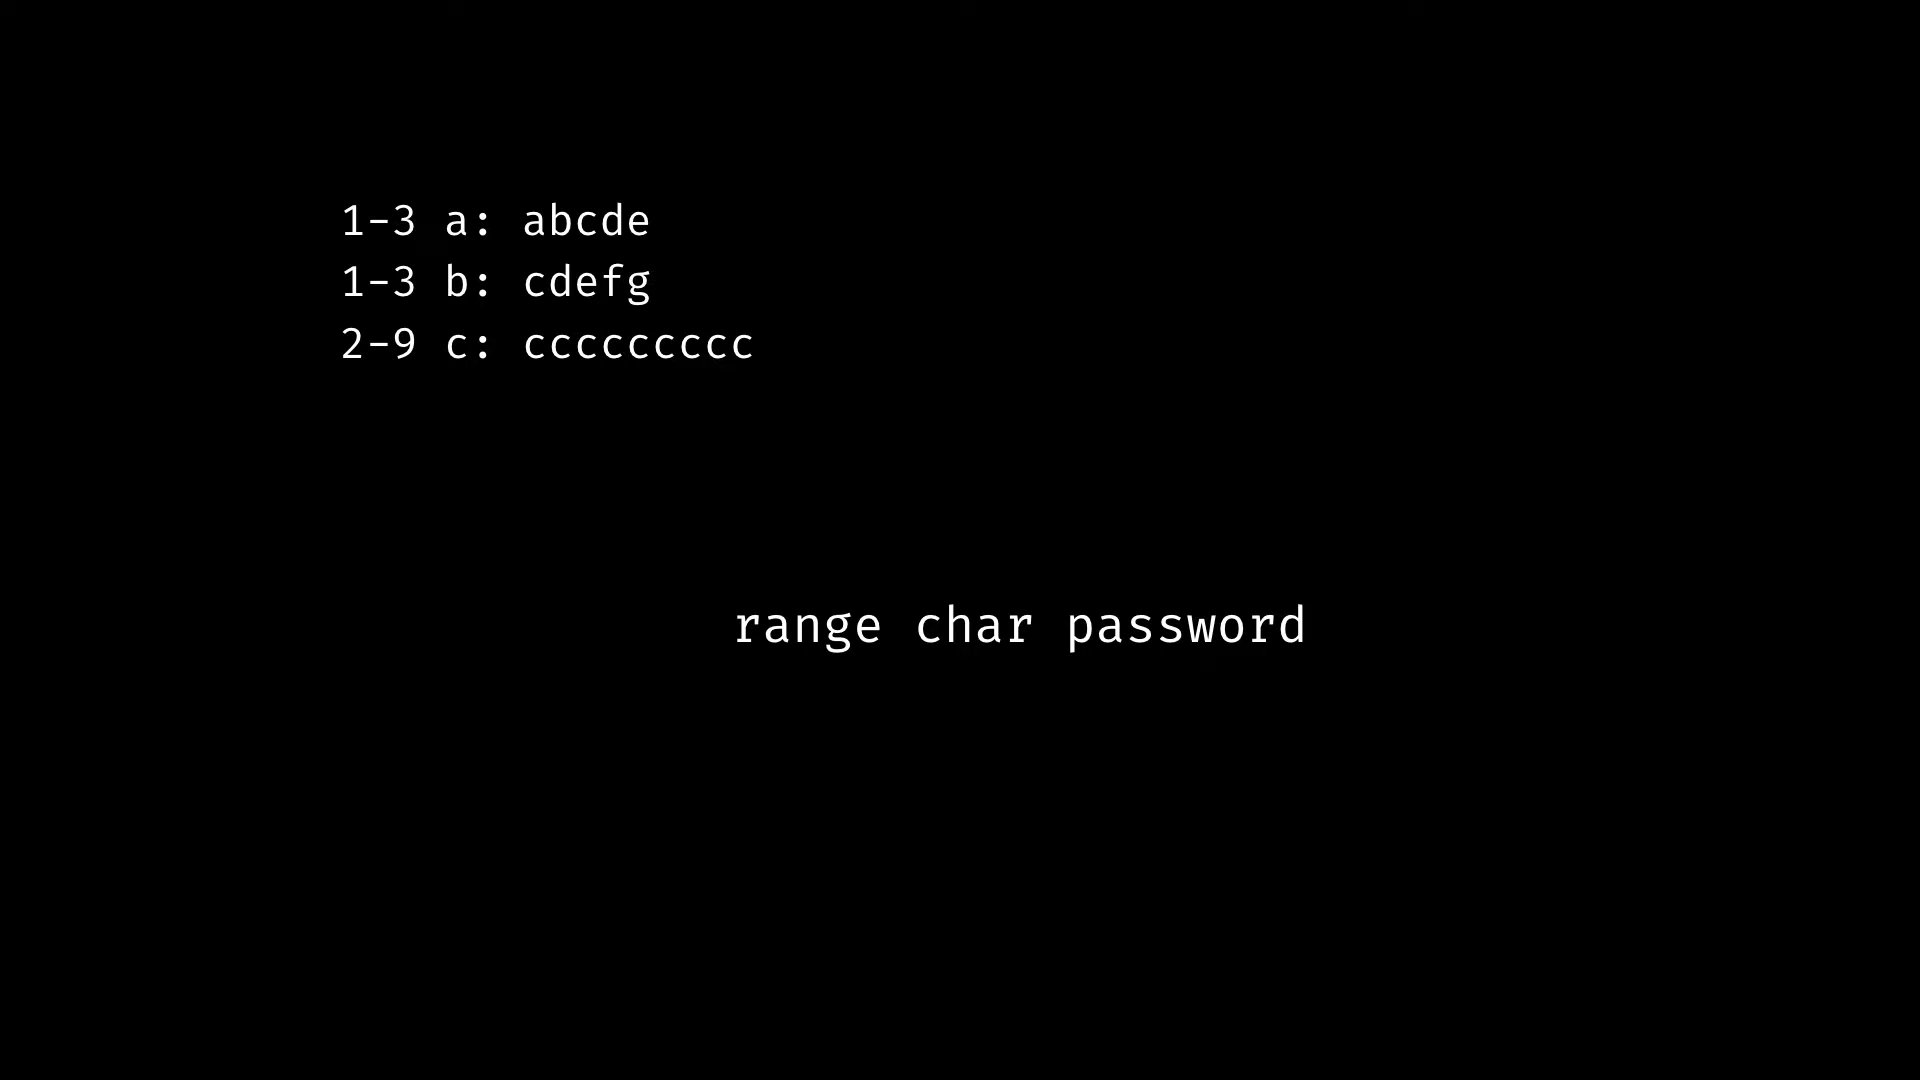 1-3 a: abcde
1-3 b: cdefg
2-9 c: ccccccccc
range char password